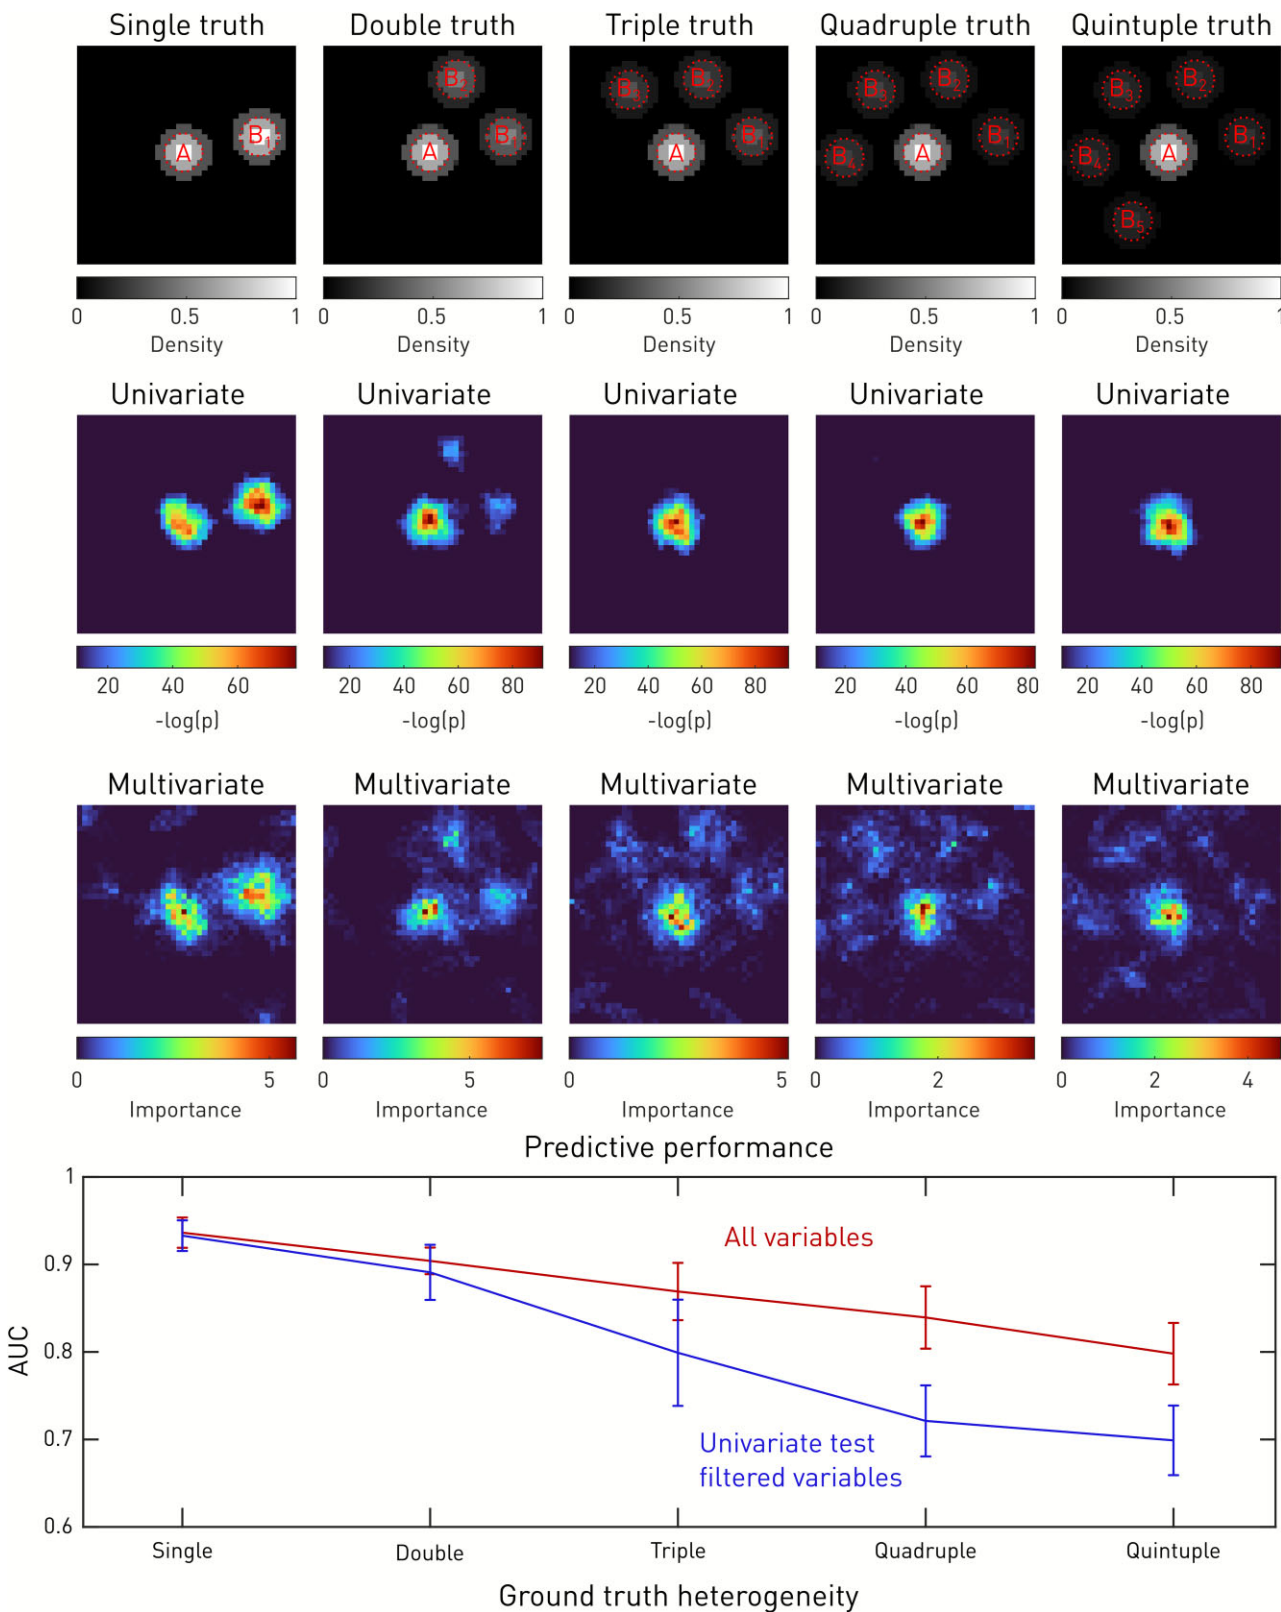 Single truth Double truth Triple truth Quadruple truth Quintuple truth
A B1
A B1 B2
A B1 B2 B3
A B1 B2 B3 B4
A B1 B2 B3 B4 B5
0 0.5 1 0 0.5 1 0 0.5 1 0 0.5 1 0 0.5 1
Density Density Density Density Density
Univariate Univariate Univariate Univariate Univariate
20 40 60 20 40 60 80 20 40 60 80 20 40 60 80 20 40 60 80
-log(p) -log(p) -log(p) -log(p) -log(p)
Multivariate Multivariate Multivariate Multivariate Multivariate
0 5 0 5 0 5 0 2 0 2 4
Importance Importance Importance Importance Importance
Predictive performance
1
0.9
0.8
0.7
0.6
AUC
All variables
Univariate test
filtered variables
Single Double Triple Quadruple Quintuple
Ground truth heterogeneity